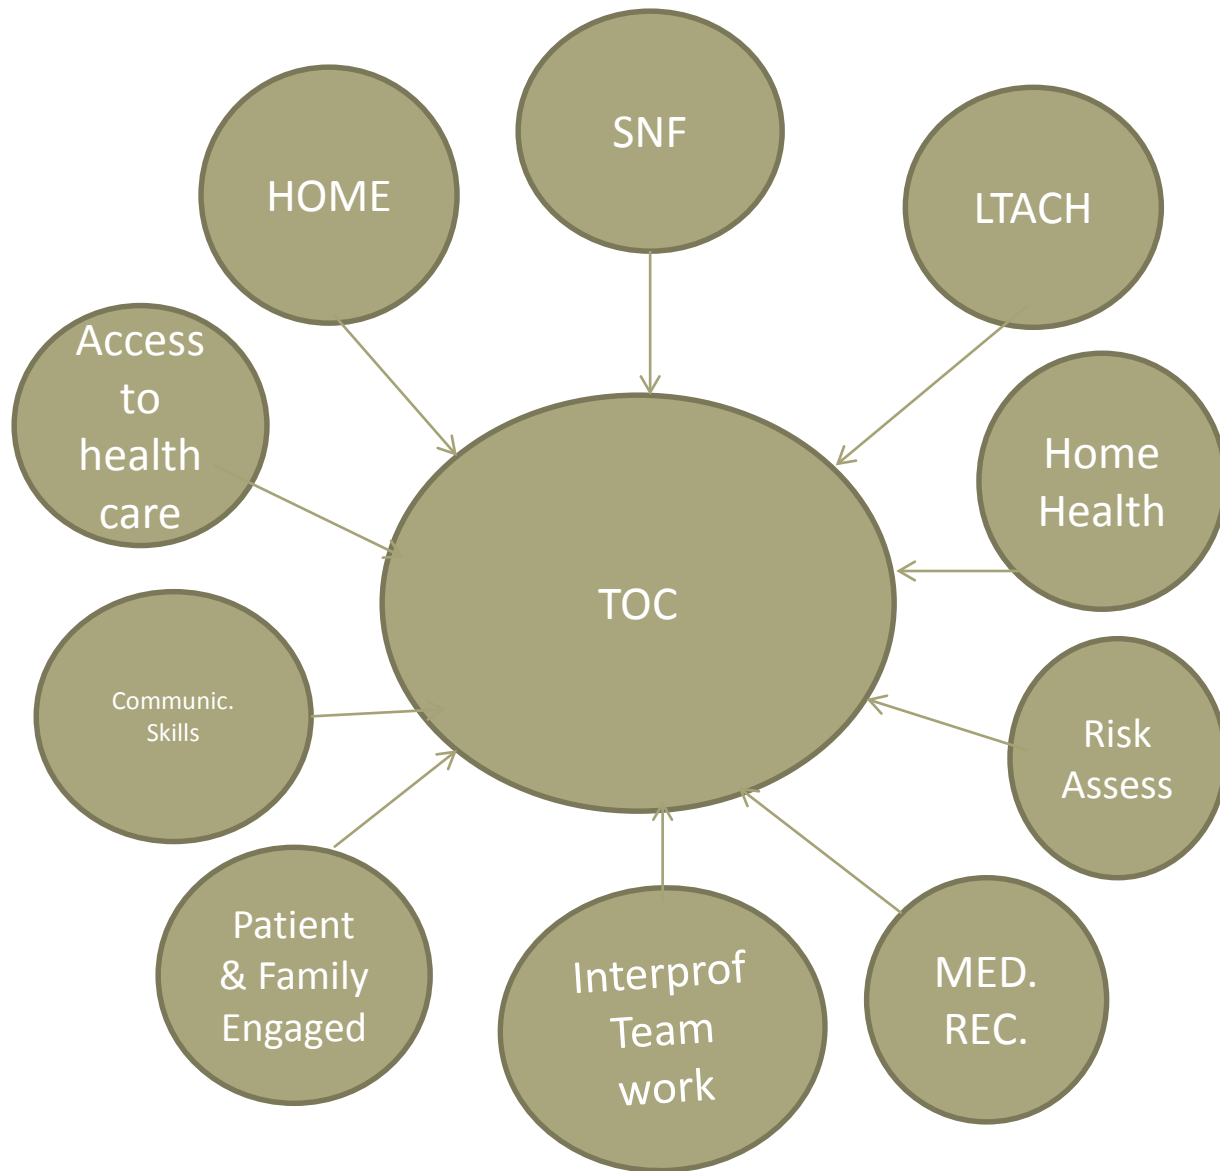 SNF
HOME
LTACH
Access
to
health
care
Home
Health
TOC
Communic.
Skills
Risk
Assess
Patient
& Family
Engaged
Interprof
Team
work
MED.
REC.